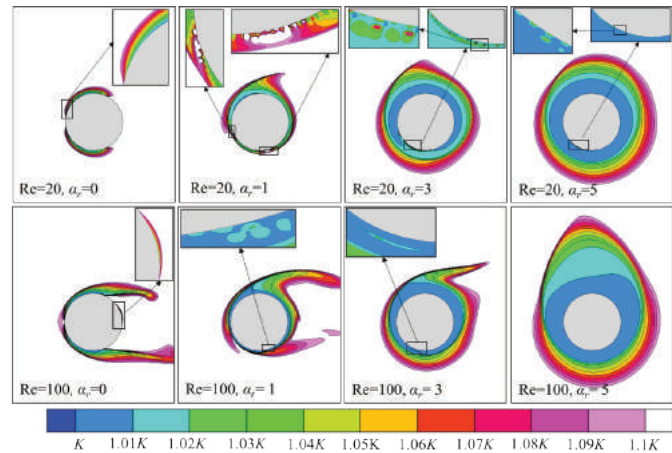 Re=20, αᵣ=0
Re=20, αᵣ=1
Re=20, αᵣ=3
Re=20, αᵣ=5
Re=100, αᵣ=0
Re=100, αᵣ= 1
Re=100, αᵣ= 3
Re=100, αᵣ= 5
K 1.01K 1.02K 1.03K 1.04K 1.05K 1.06K 1.07K 1.08K 1.09K 1.1K